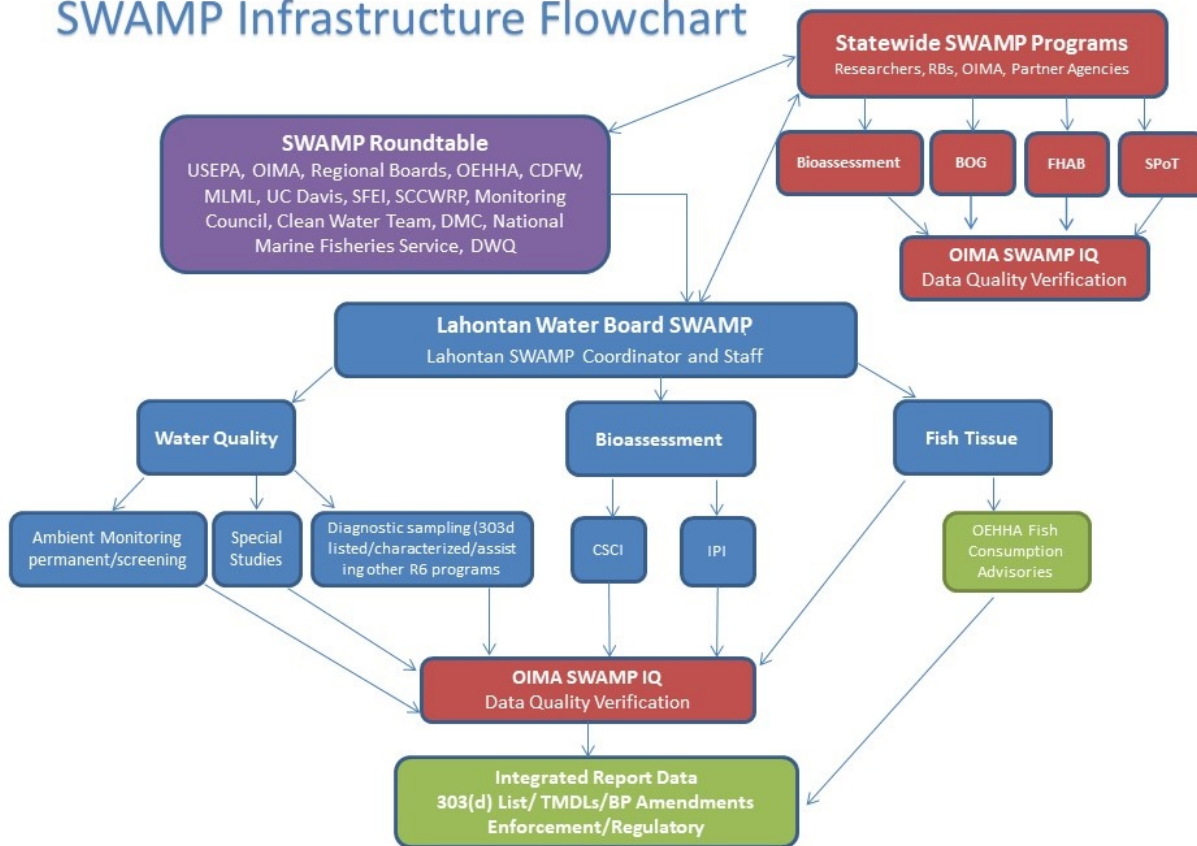 SWAMP Infrastructure Flowchart
Statewide SWAMP Programs
Researchers, RBs, OIMA, Partner Agencies
SWAMP Roundtable
USEPA, OIMA, Regional Boards, OEHHA, CDFW,
MLML, UC Davis, SFEI, SCCWRP, Monitoring
Council, Clean Water Team, DMC, National
Marine Fisheries Service, DWQ
Bioassessment
BOG
FHAB
SPoT
OIMA SWAMP IQ
Data Quality Verification
Lahontan Water Board SWAMP
Lahontan SWAMP Coordinator and Staff
Water Quality
Bioassessment
Fish Tissue
Ambient Monitoring
permanent/screening
Special
Studies
Diagnostic sampling (303d
listed/characterized/assist
ing other R6 programs
CSCI
IPI
OEHHA Fish
Consumption
Advisories
OIMA SWAMP IQ
Data Quality Verification
Integrated Report Data
303(d) List/ TMDLs/BP Amendments
Enforcement/Regulatory